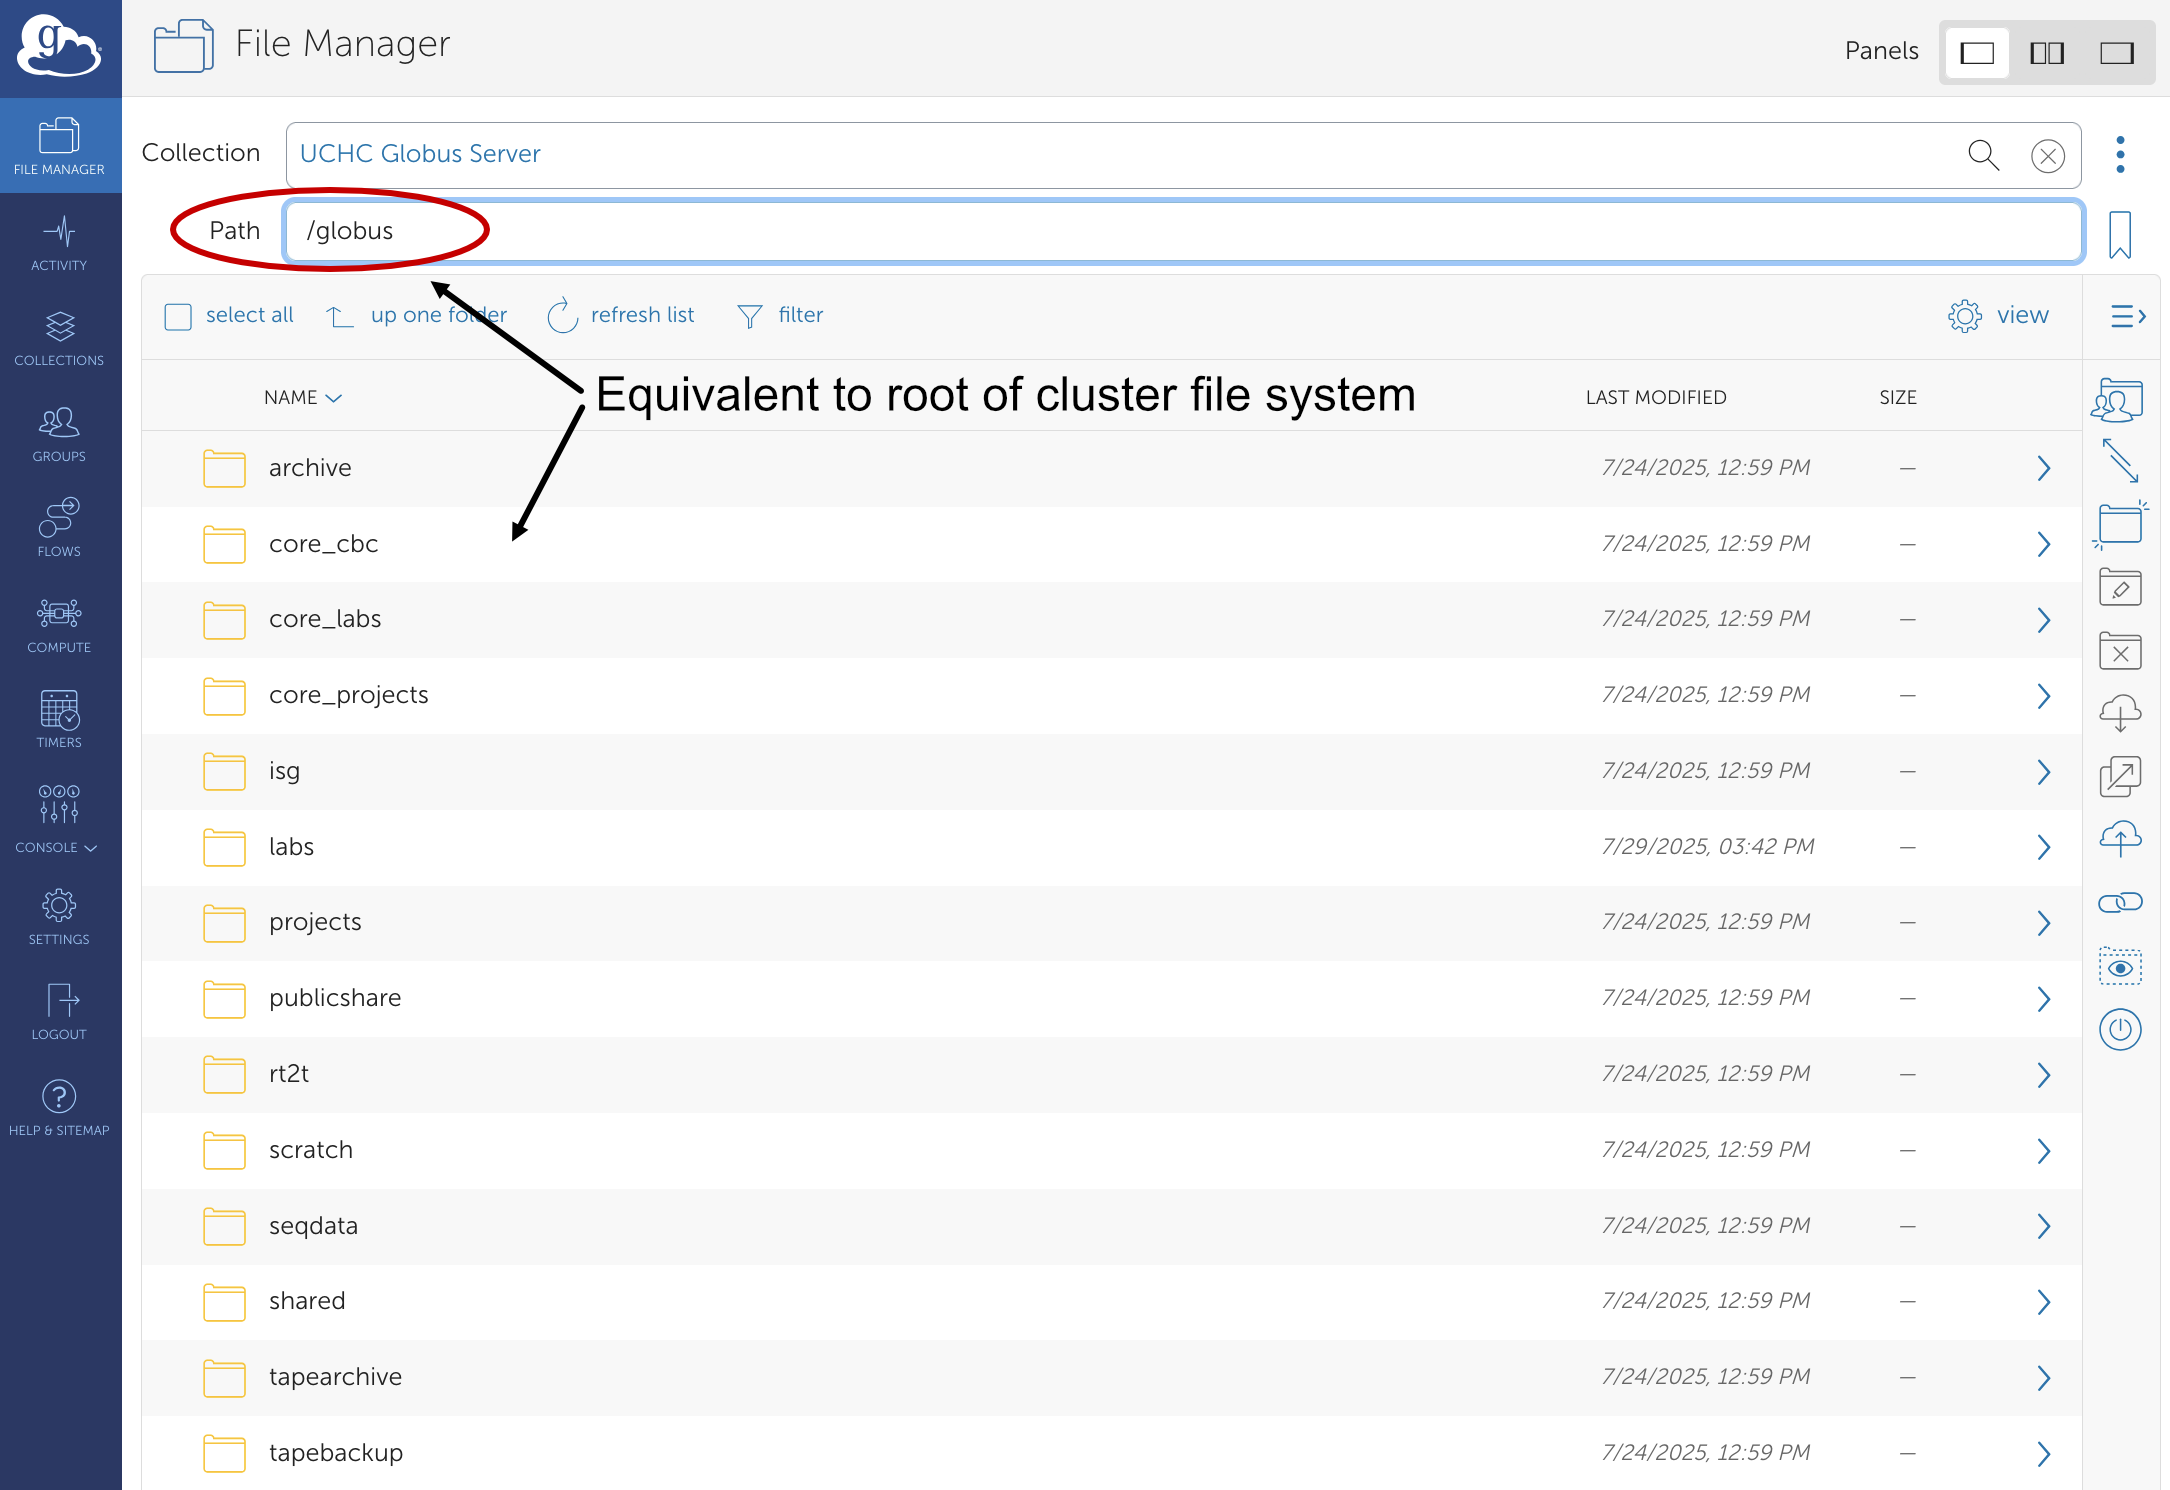 g
File Manager
Panels
FILE MANAGER
ACTIVITY
COLLECTIONS
GROUPS
FLOWS
COMPUTE
TIMERS
CONSOLE
SETTINGS
LOGOUT
HELP & SITEMAP
Collection UCHC Globus Server
Path /globus
select all up one folder refresh list filter view
Equivalent to root of cluster file system
NAME LAST MODIFIED SIZE
archive 7/24/2025, 12:59 PM —
core_cbc 7/24/2025, 12:59 PM —
core_labs 7/24/2025, 12:59 PM —
core_projects 7/24/2025, 12:59 PM —
isg 7/24/2025, 12:59 PM —
labs 7/29/2025, 03:42 PM —
projects 7/24/2025, 12:59 PM —
publicshare 7/24/2025, 12:59 PM —
rt2t 7/24/2025, 12:59 PM —
scratch 7/24/2025, 12:59 PM —
seqdata 7/24/2025, 12:59 PM —
shared 7/24/2025, 12:59 PM —
tapearchive 7/24/2025, 12:59 PM —
tapebackup 7/24/2025, 12:59 PM —